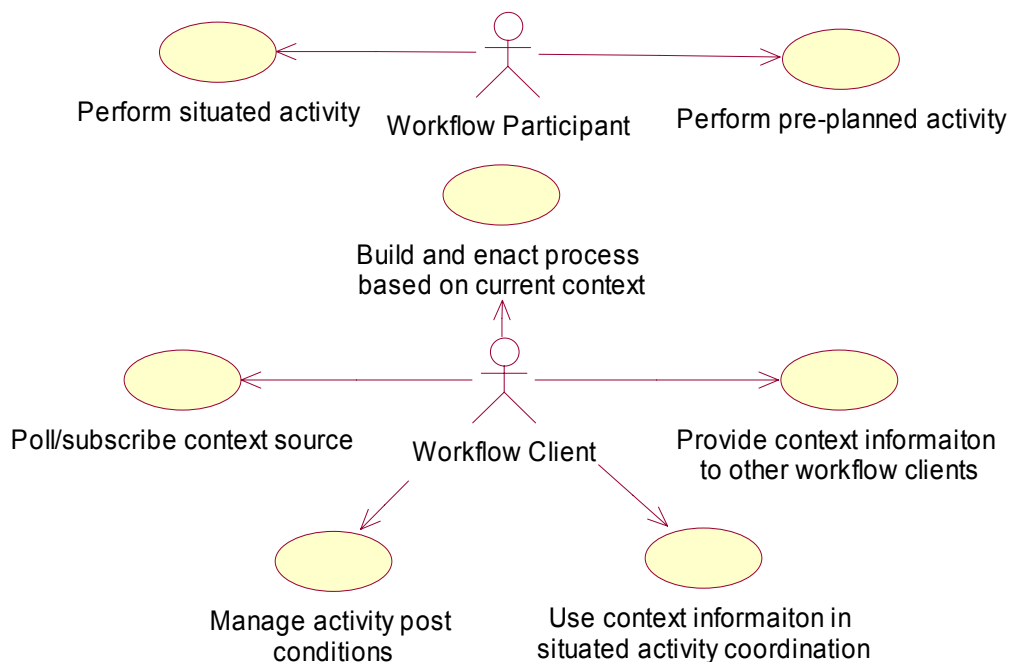 Perform situated activity
Workflow Participant
Perform pre-planned activity
Build and enact process
based on current context
Poll/subscribe context source
Workflow Client
Provide context informaiton
to other workflow clients
Manage activity post
conditions
Use context informaiton in
situated activity coordination